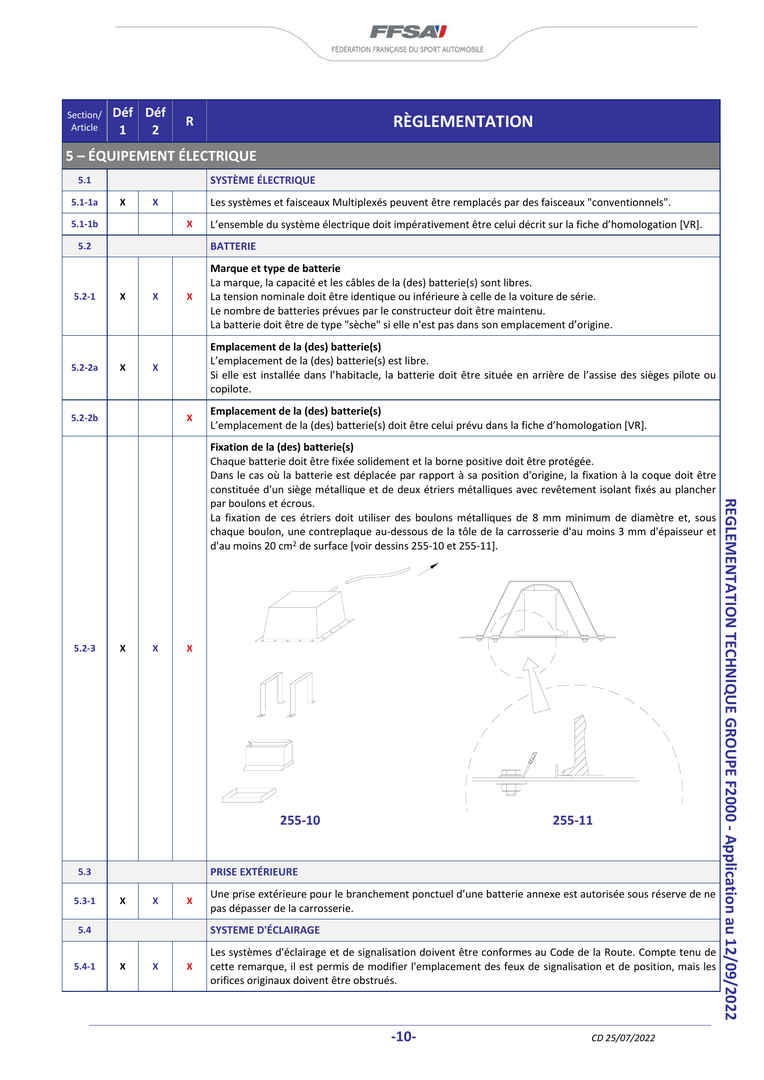 FFSA
FÉDÉRATION FRANÇAISE DU SPORT AUTOMOBILE
Section/ Article Déf 1 Déf 2 R RÈGLEMENTATION
5 – ÉQUIPEMENT ÉLECTRIQUE
5.1 SYSTÈME ÉLECTRIQUE
5.1-1a X X Les systèmes et faisceaux Multiplexés peuvent être remplacés par des faisceaux "conventionnels".
5.1-1b X L’ensemble du système électrique doit impérativement être celui décrit sur la fiche d’homologation [VR].
5.2 BATTERIE
5.2-1 X X X
Marque et type de batterie
La marque, la capacité et les câbles de la (des) batterie(s) sont libres.
La tension nominale doit être identique ou inférieure à celle de la voiture de série.
Le nombre de batteries prévues par le constructeur doit être maintenu.
La batterie doit être de type "sèche" si elle n'est pas dans son emplacement d’origine.
5.2-2a X X
Emplacement de la (des) batterie(s)
L’emplacement de la (des) batterie(s) est libre.
Si elle est installée dans l’habitacle, la batterie doit être située en arrière de l’assise des sièges pilote ou
copilote.
5.2-2b X
Emplacement de la (des) batterie(s)
L’emplacement de la (des) batterie(s) doit être celui prévu dans la fiche d’homologation [VR].
5.2-3 X X X
Fixation de la (des) batterie(s)
Chaque batterie doit être fixée solidement et la borne positive doit être protégée.
Dans le cas où la batterie est déplacée par rapport à sa position d'origine, la fixation à la coque doit être
constituée d'un siège métallique et de deux étriers métalliques avec revêtement isolant fixés au plancher
par boulons et écrous.
La fixation de ces étriers doit utiliser des boulons métalliques de 8 mm minimum de diamètre et, sous
chaque boulon, une contreplaque au-dessous de la tôle de la carrosserie d'au moins 3 mm d'épaisseur et
d'au moins 20 cm² de surface [voir dessins 255-10 et 255-11].
255-10 255-11
5.3 PRISE EXTÉRIEURE
5.3-1 X X X
Une prise extérieure pour le branchement ponctuel d’une batterie annexe est autorisée sous réserve de ne
pas dépasser de la carrosserie.
5.4 SYSTEME D'ÉCLAIRAGE
5.4-1 X X X
Les systèmes d'éclairage et de signalisation doivent être conformes au Code de la Route. Compte tenu de
cette remarque, il est permis de modifier l'emplacement des feux de signalisation et de position, mais les
orifices originaux doivent être obstrués.
REGLEMENTATION TECHNIQUE GROUPE F2000 - Application au 12/09/2022
-10-
CD 25/07/2022